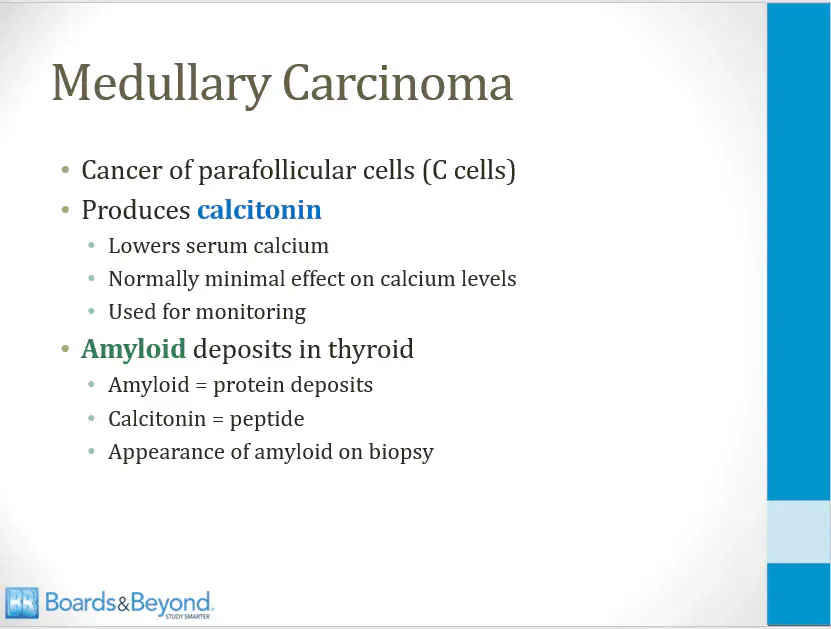 Medullary Carcinoma
• Cancer of parafollicular cells (C cells)
• Produces calcitonin
• Lowers serum calcium
• Normally minimal effect on calcium levels
• Used for monitoring
• Amyloid deposits in thyroid
• Amyloid = protein deposits
• Calcitonin = peptide
• Appearance of amyloid on biopsy
BB Boards&Beyond.
STUDY SMARTER